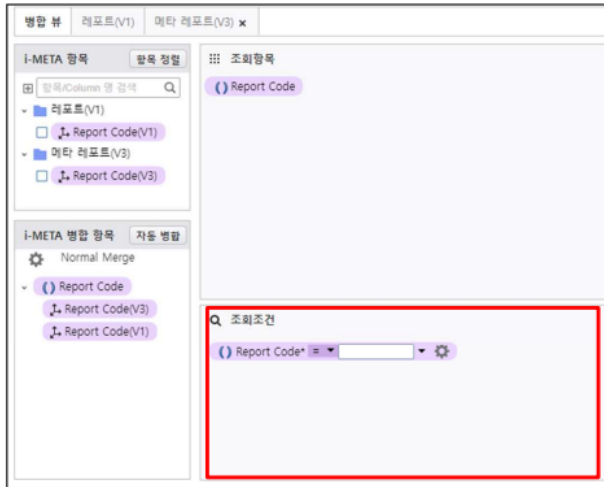 병합 뷰 레포트(V1) 메타 레포트(V3) ×
i-META 항목 항목 정렬
항목/Column 명 검색
레포트(V1)
Report Code(V1)
메타 레포트(V3)
Report Code(V3)
i-META 병합 항목 자동 병합
Normal Merge
() Report Code
Report Code(V3)
Report Code(V1)
조회항목
() Report Code
조회조건
() Report Code* =